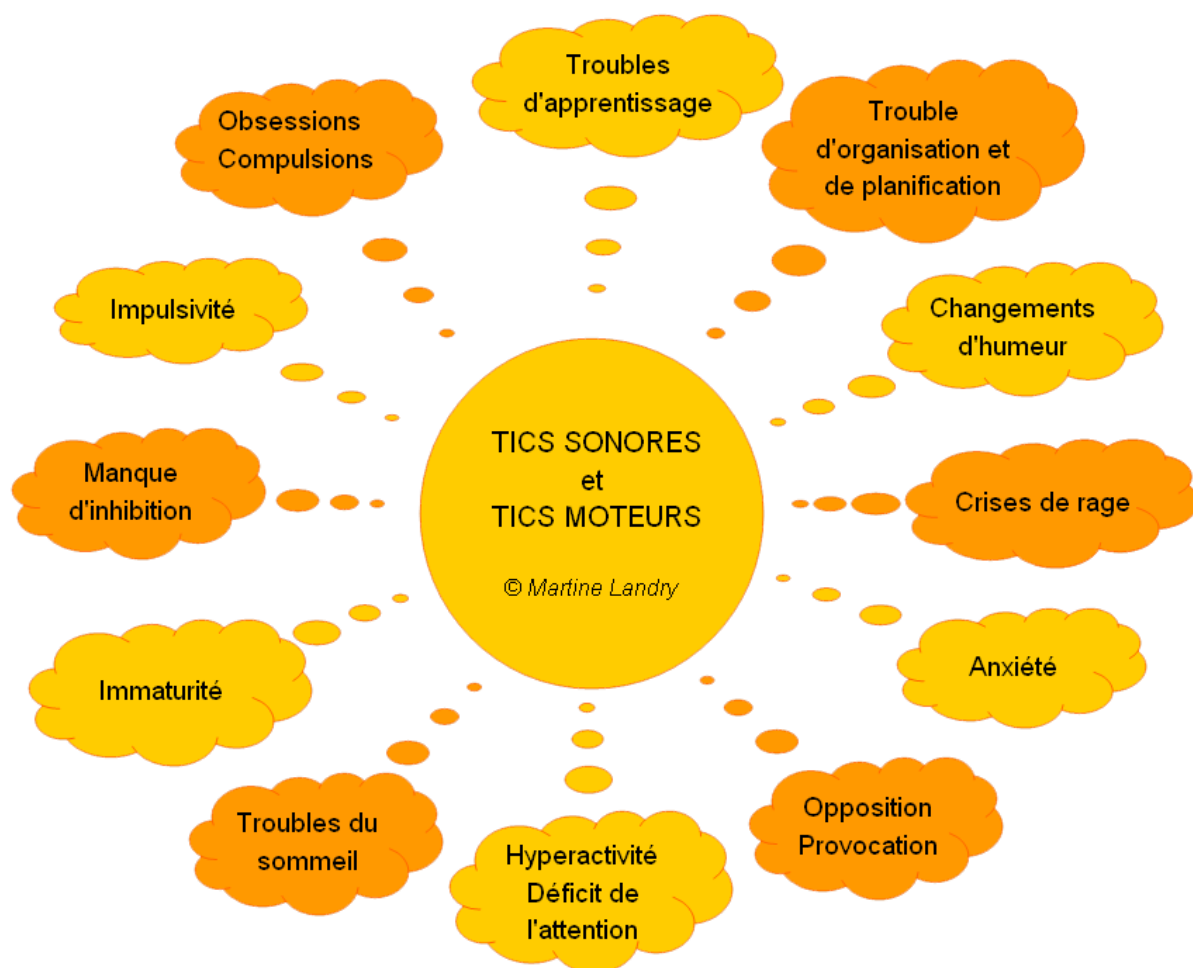 Troubles
d'apprentissage
Trouble
d'organisation et
de planification
Changements
d'humeur
Crises de rage
Anxiété
Opposition
Provocation
Hyperactivité
Déficit de
l'attention
Troubles du
sommeil
Immaturité
Manque
d'inhibition
Impulsivité
Obsessions
Compulsions
TICS SONORES
et
TICS MOTEURS
© Martine Landry